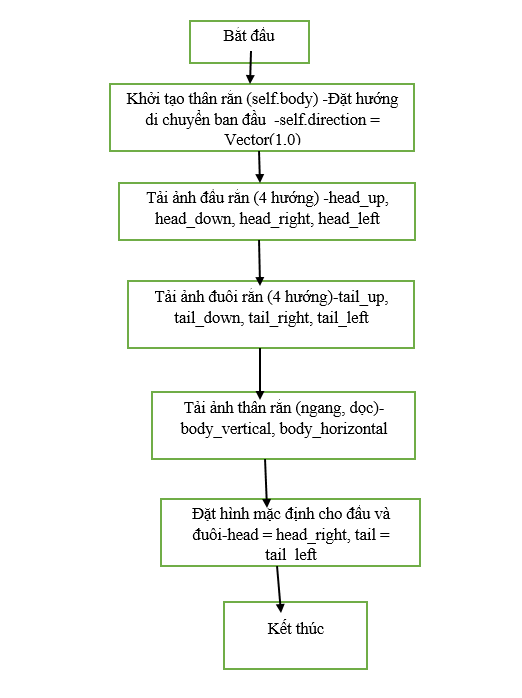 Bắt đầu
Khởi tạo thân rắn (self.body) -Đặt hướng
di chuyển ban đầu -self.direction =
Vector(1.0)
Tải ảnh đầu rắn (4 hướng) -head_up,
head_down, head_right, head_left
Tải ảnh đuôi rắn (4 hướng)-tail_up,
tail_down, tail_right, tail_left
Tải ảnh thân rắn (ngang, dọc)-
body_vertical, body_horizontal
Đặt hình mặc định cho đầu và
đuôi-head = head_right, tail =
tail_left
Kết thúc